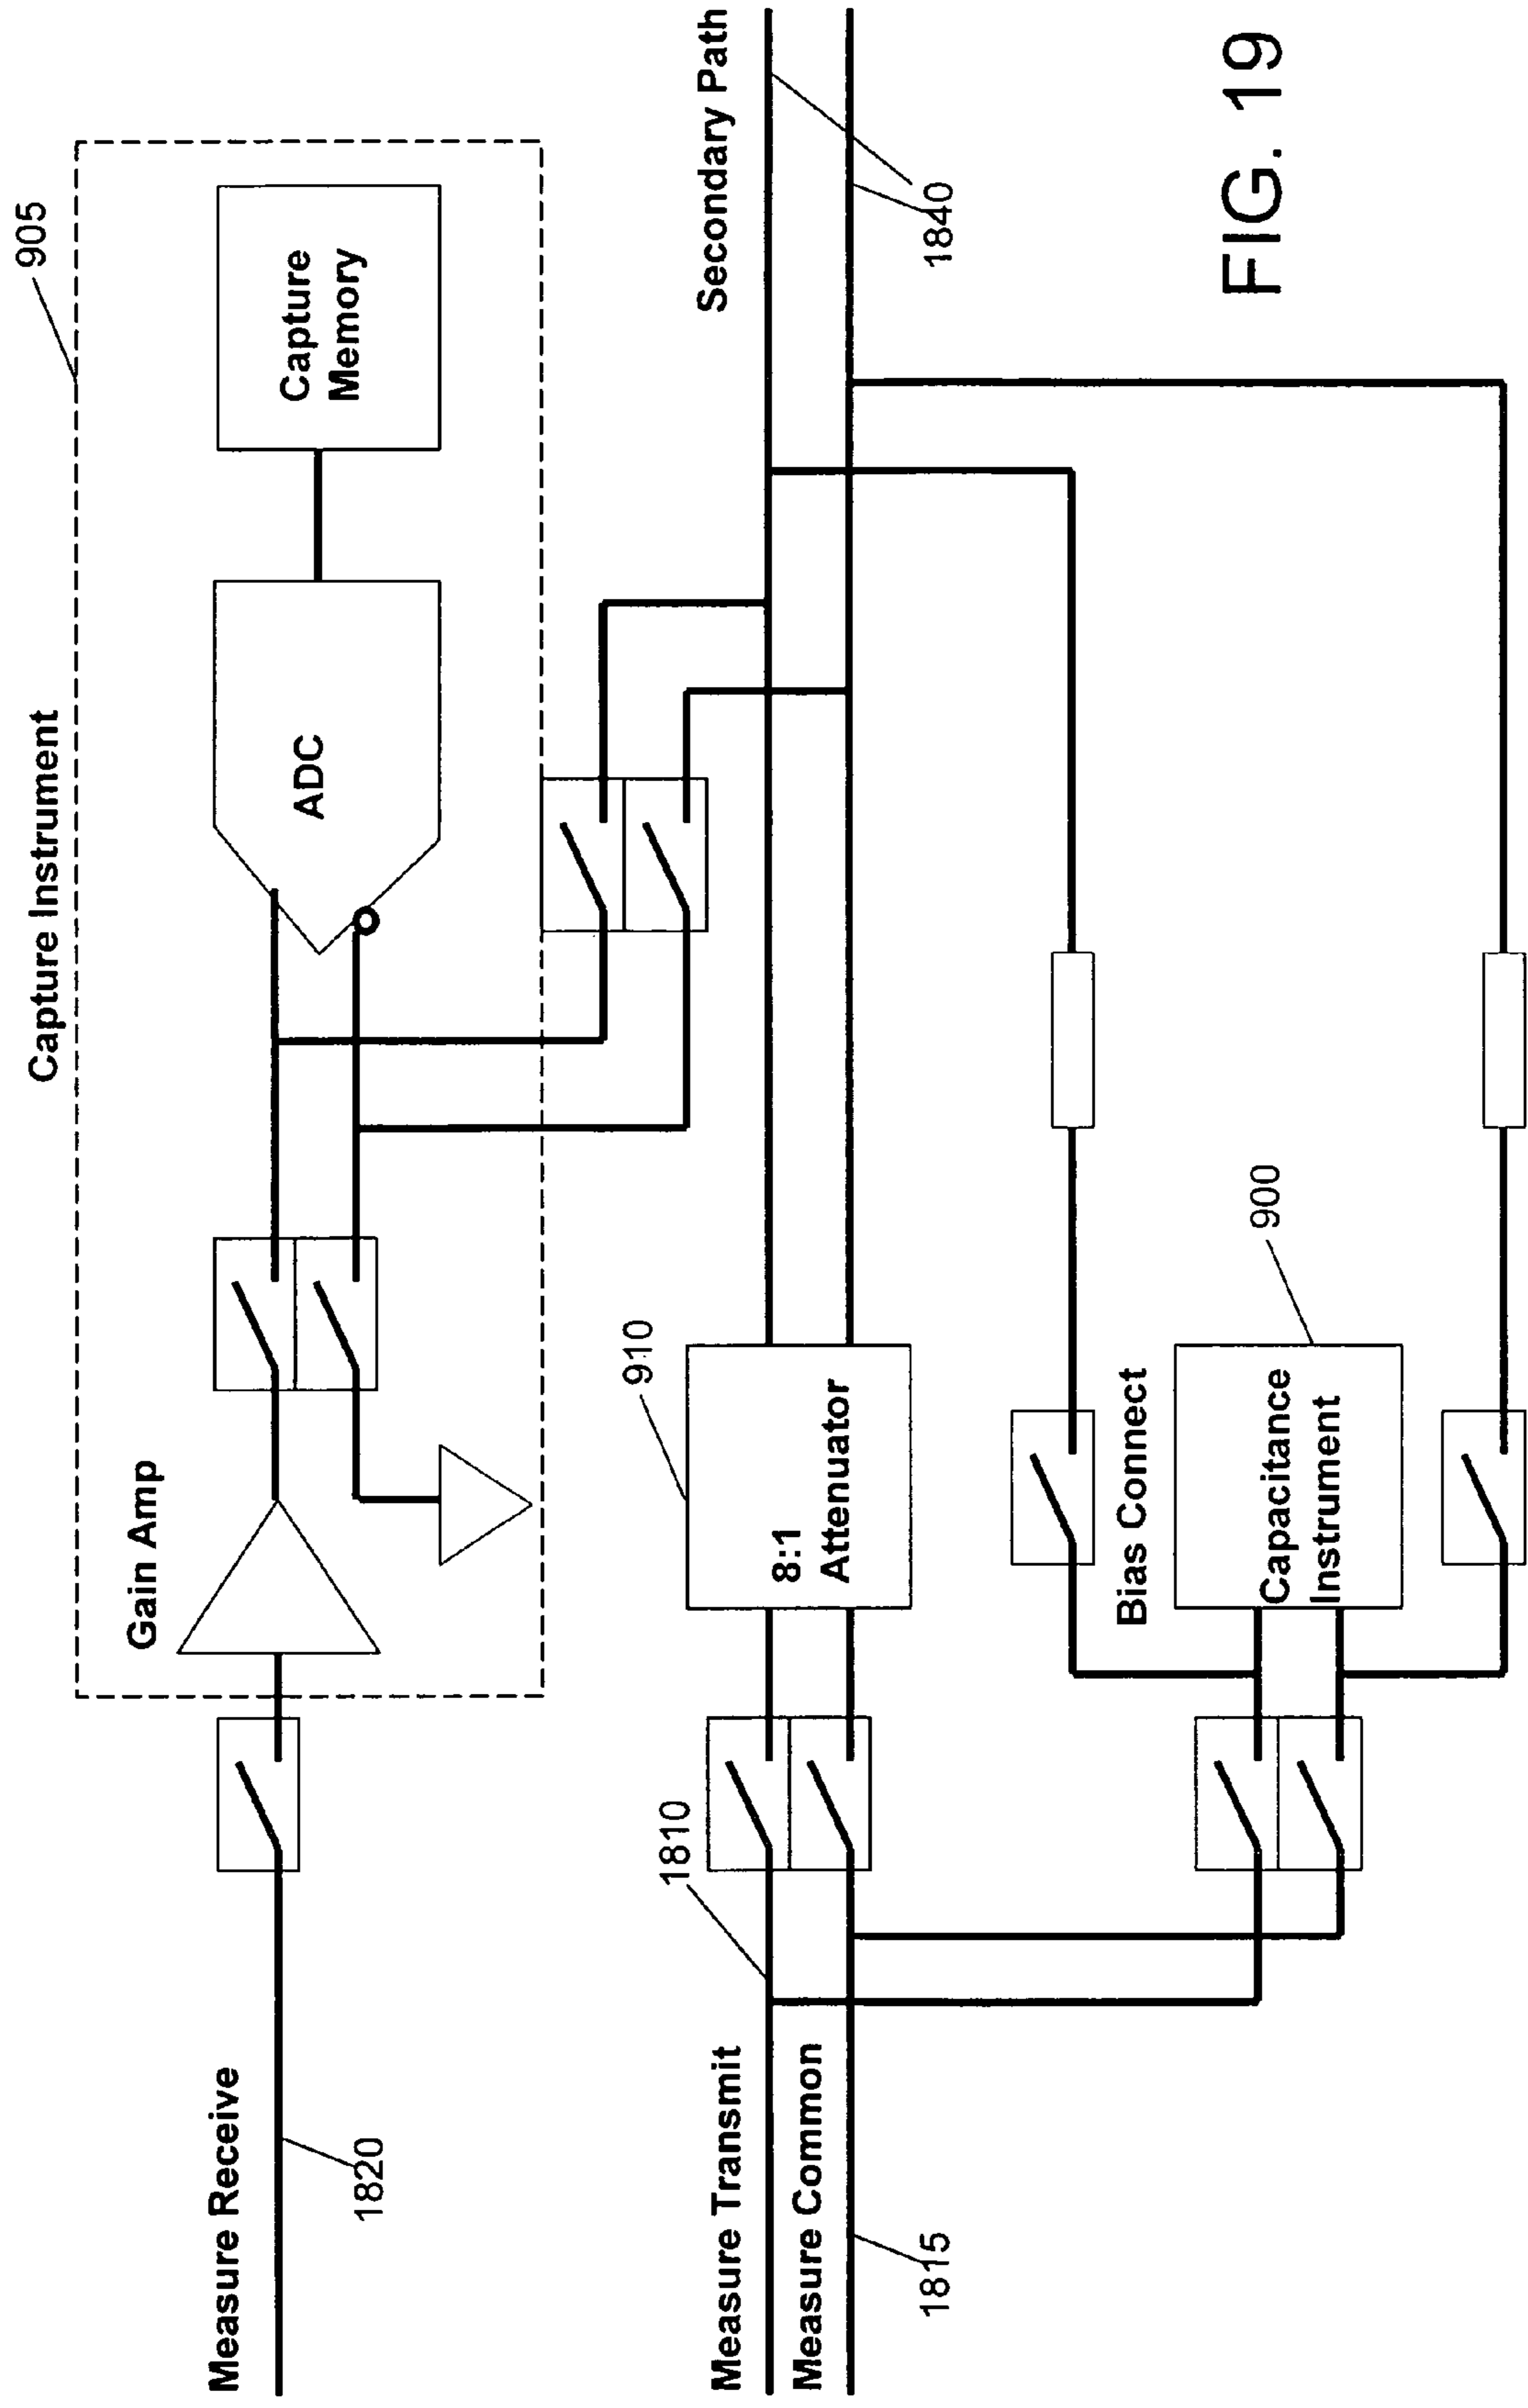 Capture Instrument
905
Measure Receive
1820
Gain Amp
ADC
Capture
Memory
Measure Transmit
Measure Common
1810
1815
910
8:1
Attenuator
Secondary Path
1840
Bias Connect
Capacitance
Instrument
900
FIG. 19